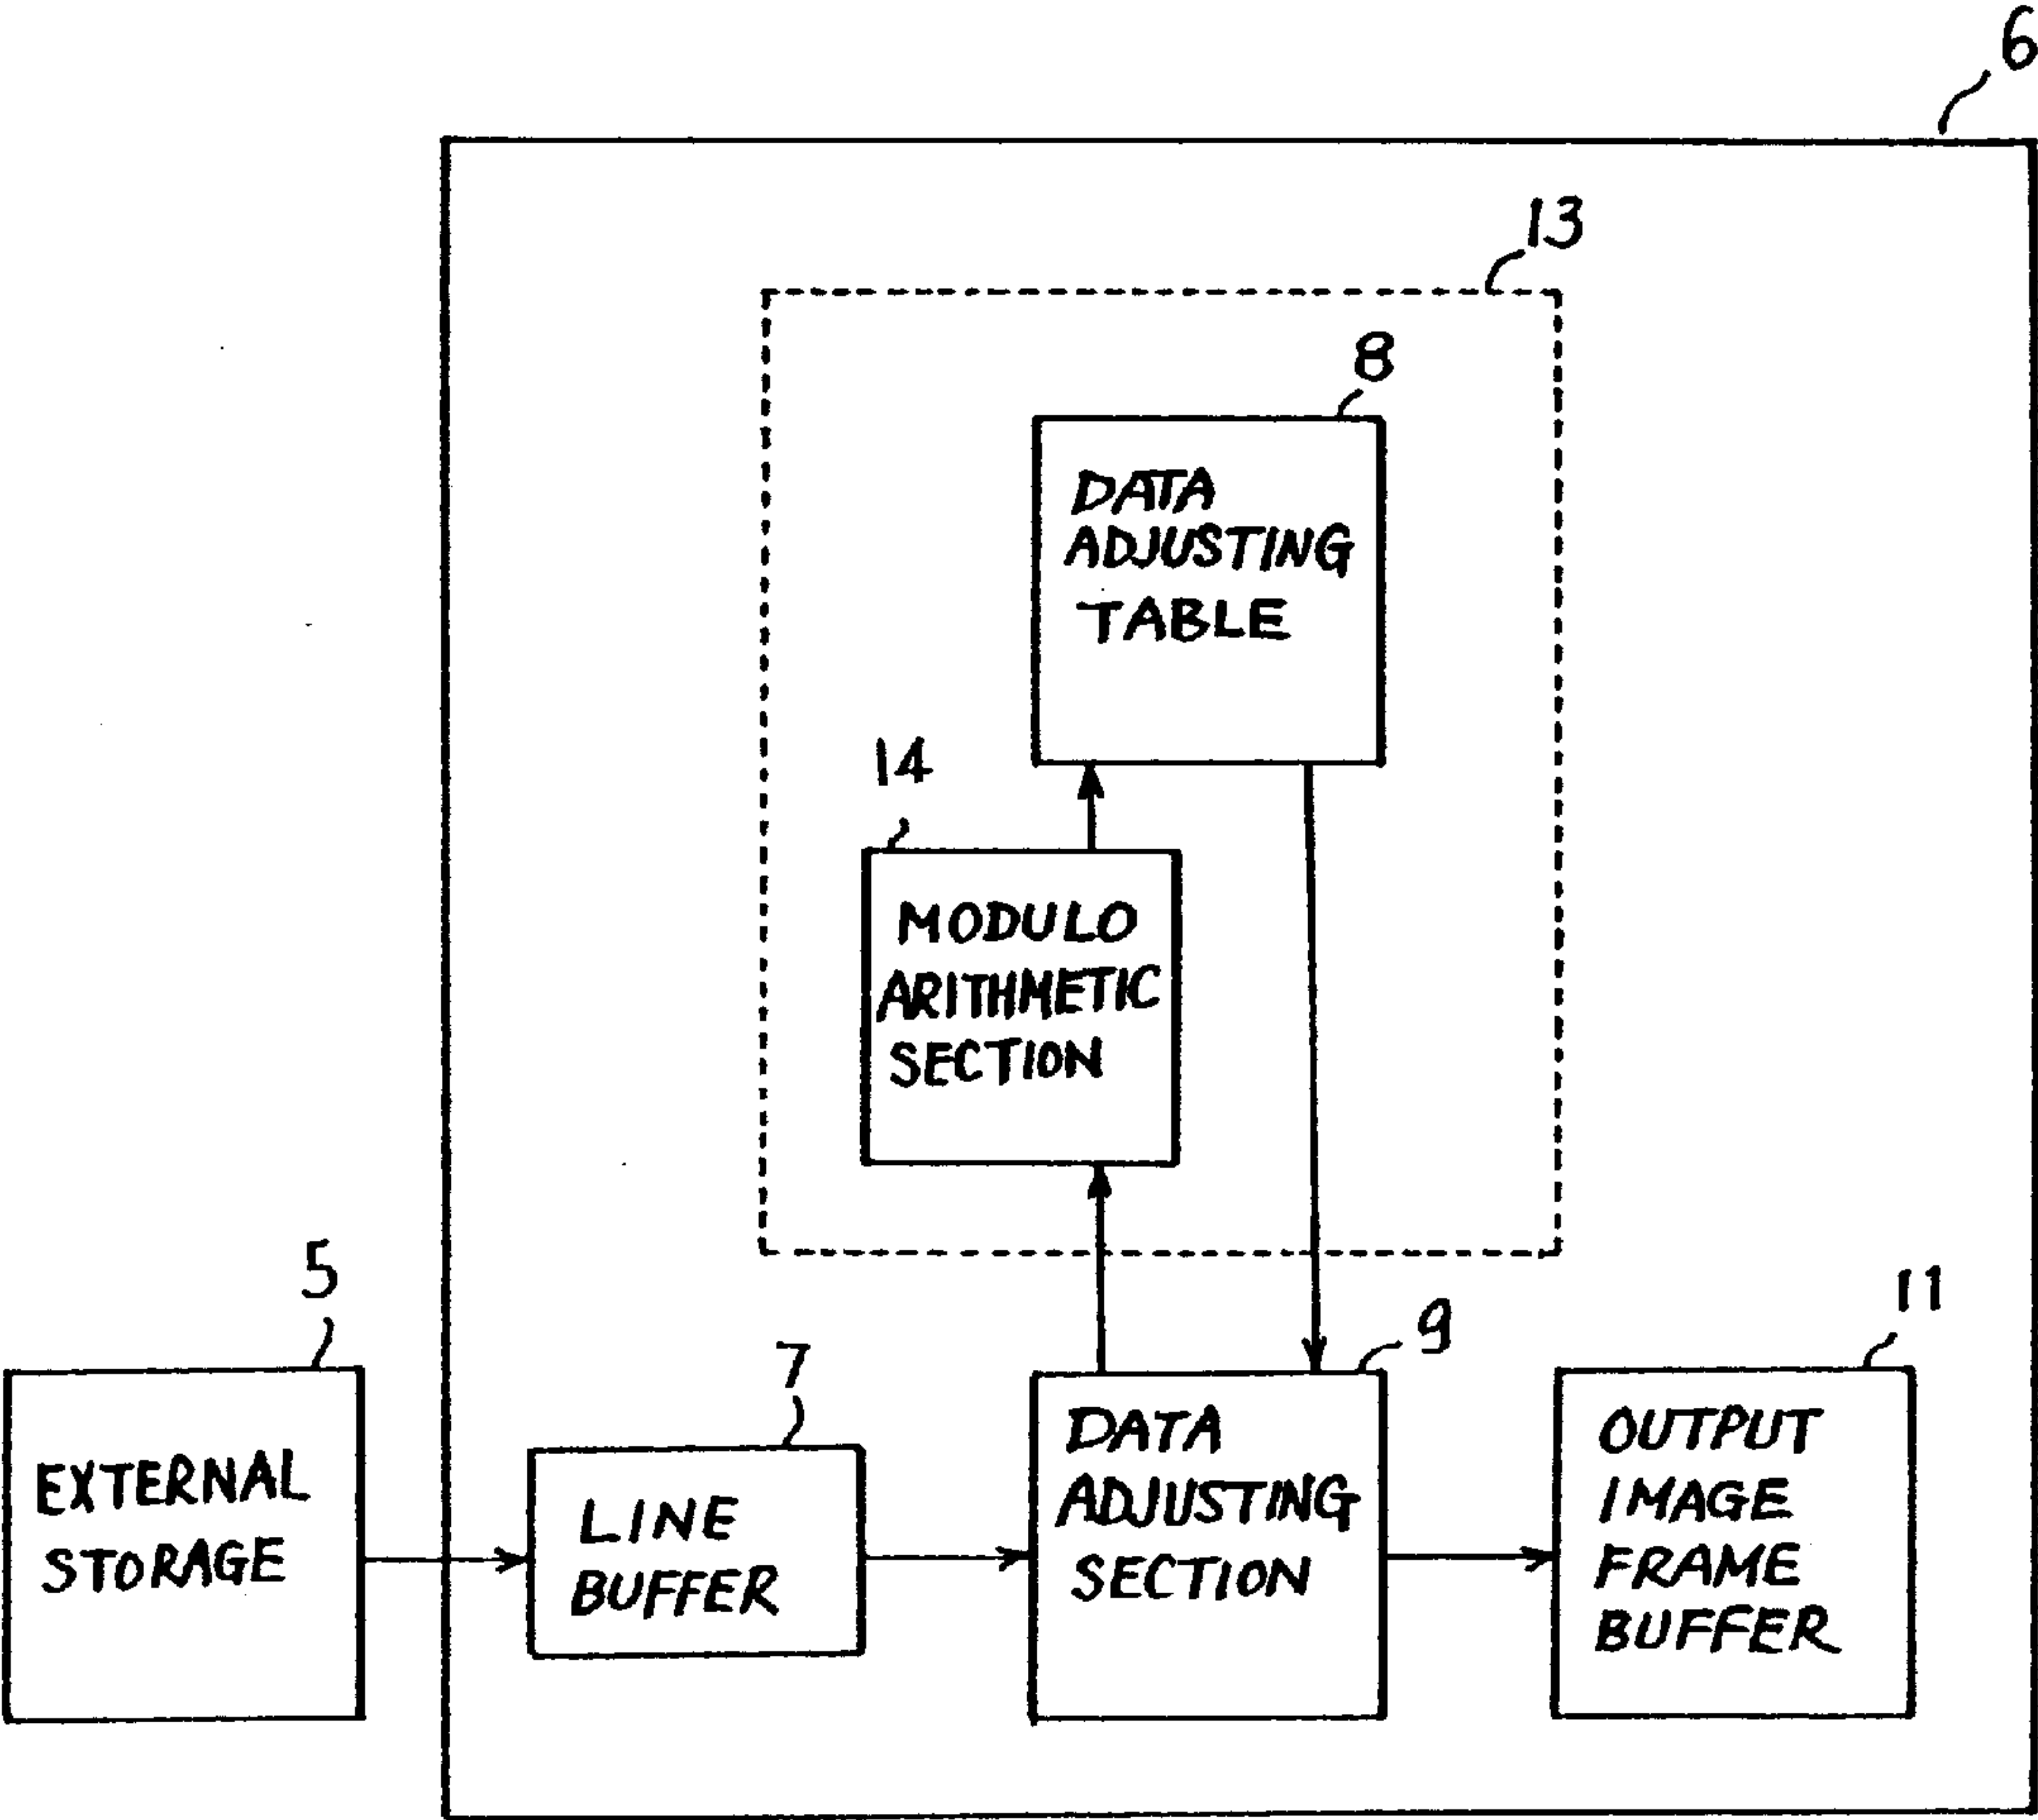 6
13
8
DATA
ADJUSTING
TABLE
14
MODULO
ARITHMETIC
SECTION
5
EXTERNAL
STORAGE
7
LINE
BUFFER
9
DATA
ADJUSTING
SECTION
11
OUTPUT
IMAGE
FRAME
BUFFER